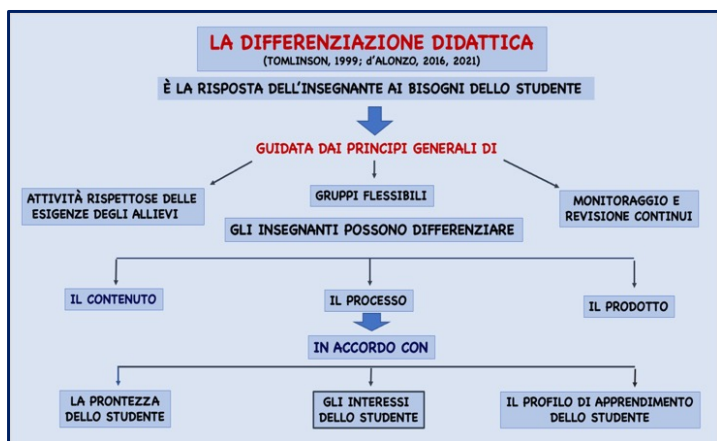 LA DIFFERENZIAZIONE DIDATTICA
(TOMLINSON, 1999; d'ALONZO, 2016, 2021)
È LA RISPOSTA DELL'INSEGNANTE AI BISOGNI DELLO STUDENTE
GUIDATA DAI PRINCIPI GENERALI DI
ATTIVITÀ RISPETTOSE DELLE
ESIGENZE DEGLI ALLIEVI
GRUPPI FLESSIBILI
MONITORAGGIO E
REVISIONE CONTINUI
GLI INSEGNANTI POSSONO DIFFERENZIARE
IL CONTENUTO
IL PROCESSO
IL PRODOTTO
IN ACCORDO CON
LA PRONTEZZA
DELLO STUDENTE
GLI INTERESSI
DELLO STUDENTE
IL PROFILO DI APPRENDIMENTO
DELLO STUDENTE